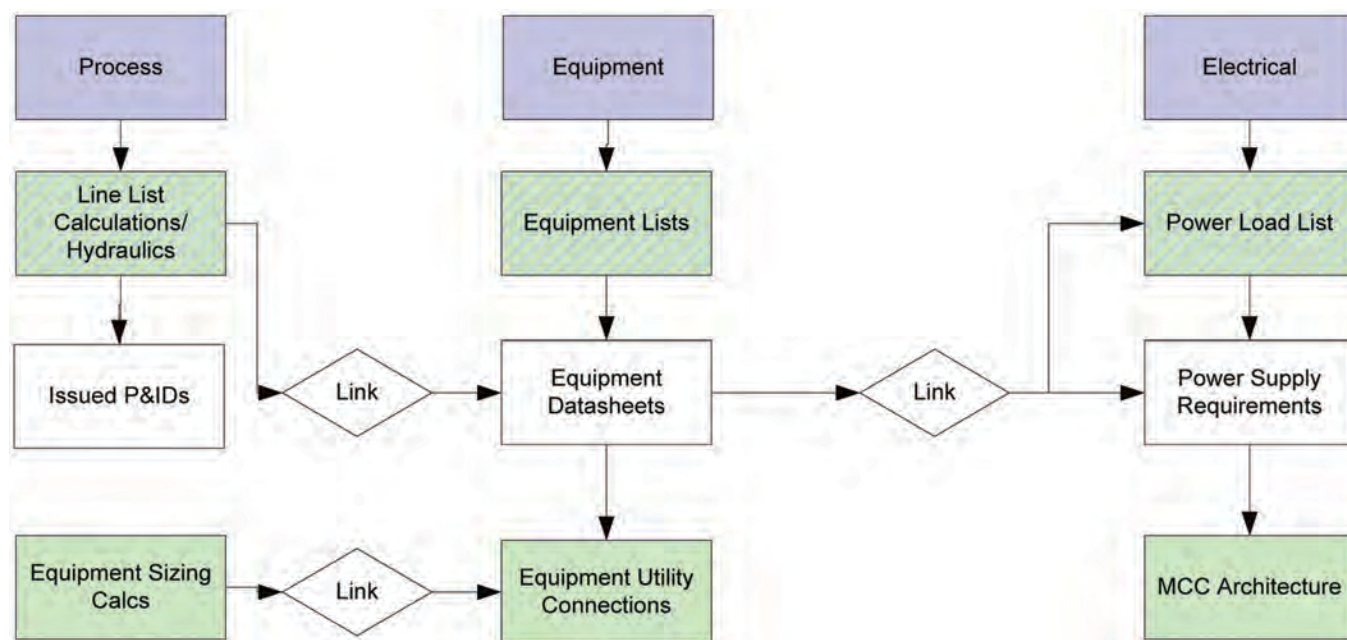 Process
Equipment
Electrical
Line List
Calculations/
Hydraulics
Equipment Lists
Power Load List
Issued P&IDs
Link
Equipment
Datasheets
Link
Power Supply
Requirements
Equipment Sizing
Calcs
Link
Equipment Utility
Connections
MCC Architecture